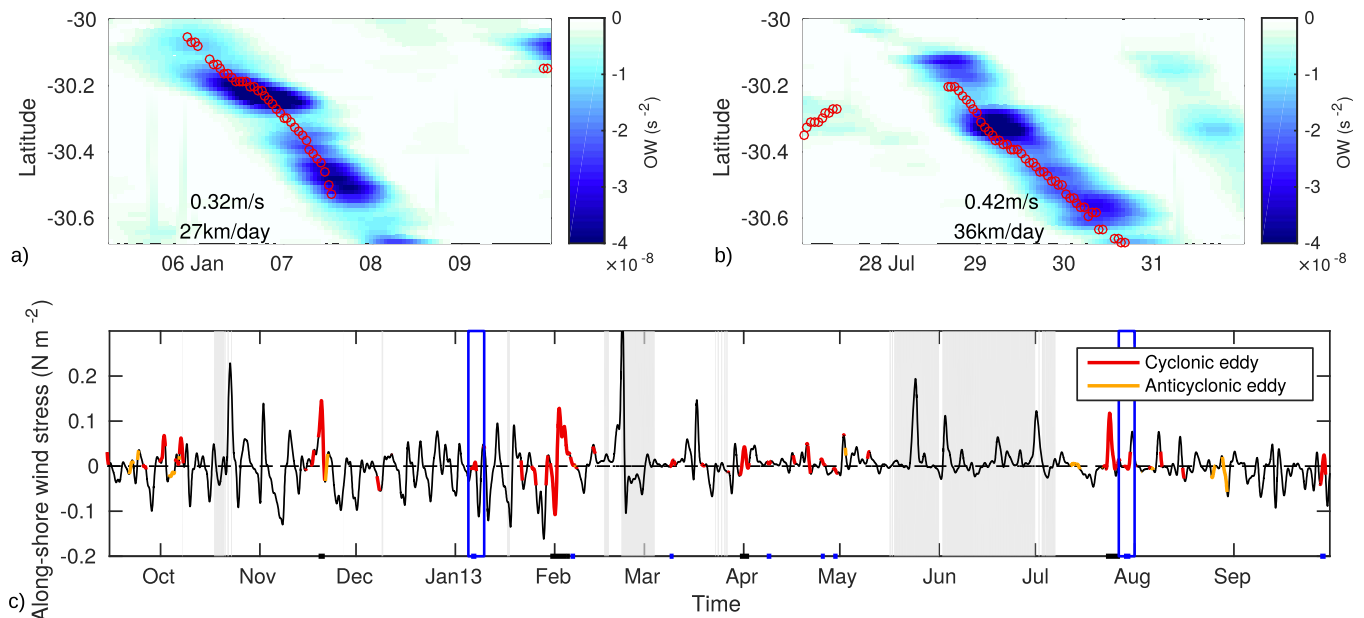 -30
-30.2
-30.4
-30.6
Latitude
0.32m/s
27km/day
06 Jan
07
08
09
0
-1
-2
-3
-4
OW (s⁻²)
×10⁻⁸
a)
-30
-30.2
-30.4
-30.6
Latitude
0.42m/s
36km/day
28 Jul
29
30
31
0
-1
-2
-3
-4
OW (s⁻²)
×10⁻⁸
b)
Along-shore wind stress (N m⁻²)
0.2
0.1
0
-0.1
-0.2
Cyclonic eddy
Anticyclonic eddy
Oct
Nov
Dec
Jan13
Feb
Mar
Apr
May
Jun
Jul
Aug
Sep
Time
c)